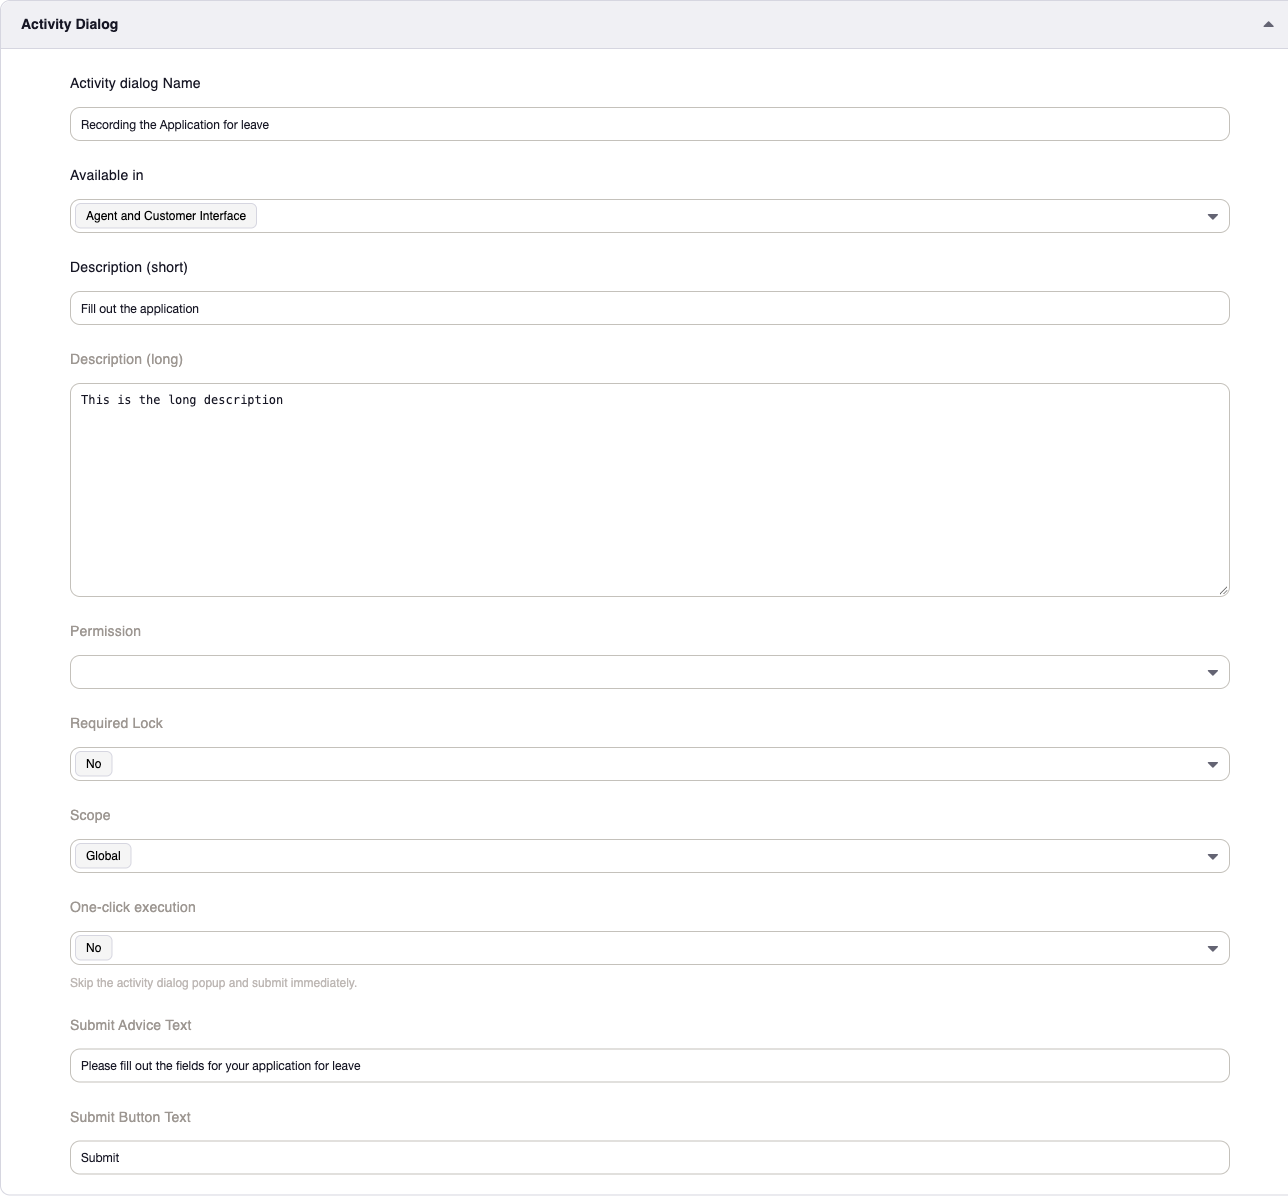 Activity Dialog
Activity dialog Name
Recording the Application for leave
Available in
Agent and Customer Interface
Description (short)
Fill out the application
Description (long)
This is the long description
Permission
Required Lock
No
Scope
Global
One-click execution
No
Skip the activity dialog popup and submit immediately.
Submit Advice Text
Please fill out the fields for your application for leave
Submit Button Text
Submit